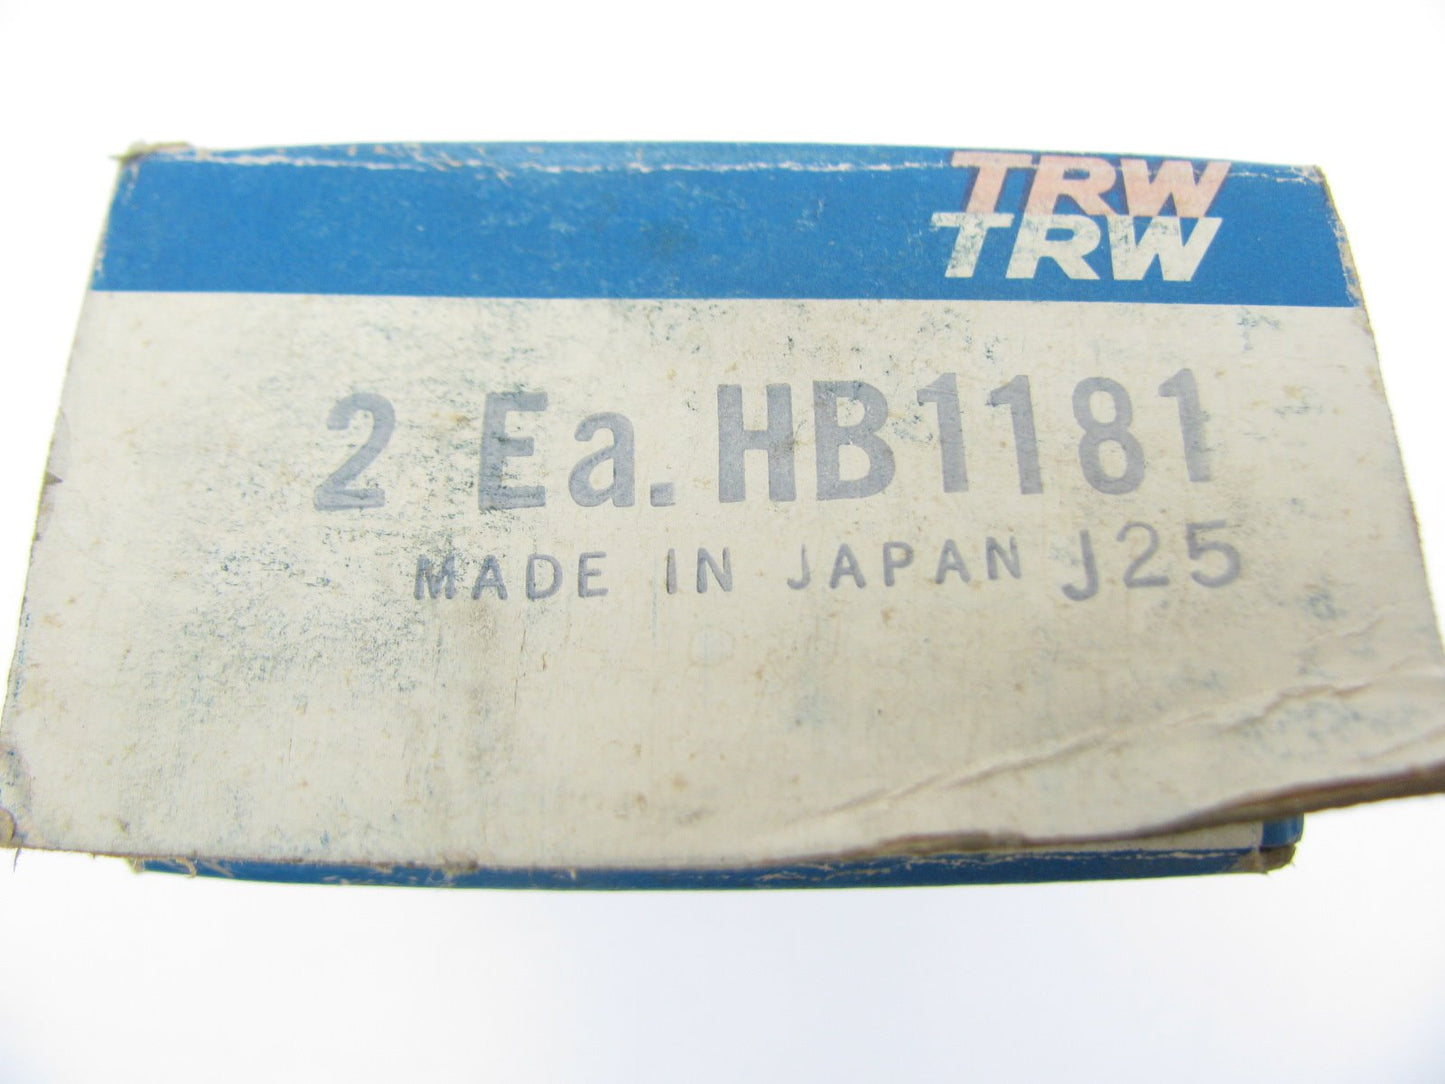 TRW
TRW
2 Ea. HB1181
MADE IN JAPAN J25